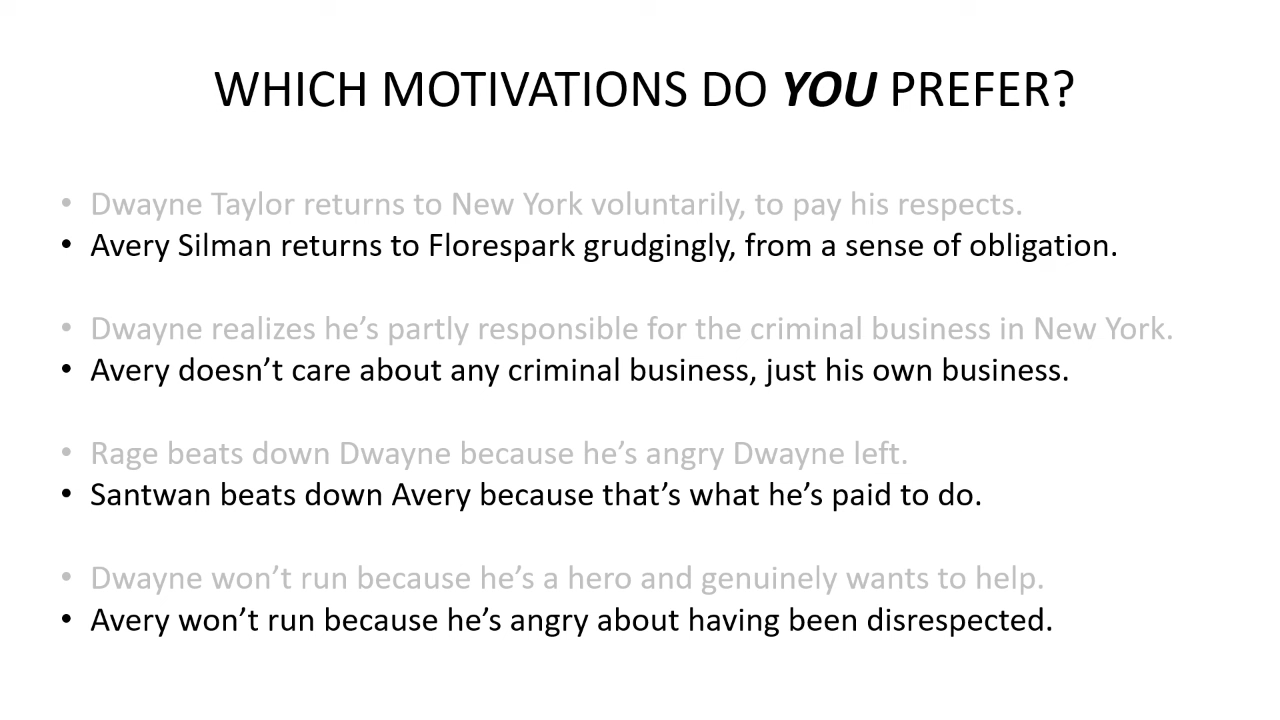 WHICH MOTIVATIONS DO YOU PREFER?
• Dwayne Taylor returns to New York voluntarily, to pay his respects.
• Avery Silman returns to Florespark grudgingly, from a sense of obligation.
• Dwayne realizes he’s partly responsible for the criminal business in New York.
• Avery doesn’t care about any criminal business, just his own business.
• Rage beats down Dwayne because he’s angry Dwayne left.
• Santwan beats down Avery because that’s what he’s paid to do.
• Dwayne won’t run because he’s a hero and genuinely wants to help.
• Avery won’t run because he’s angry about having been disrespected.